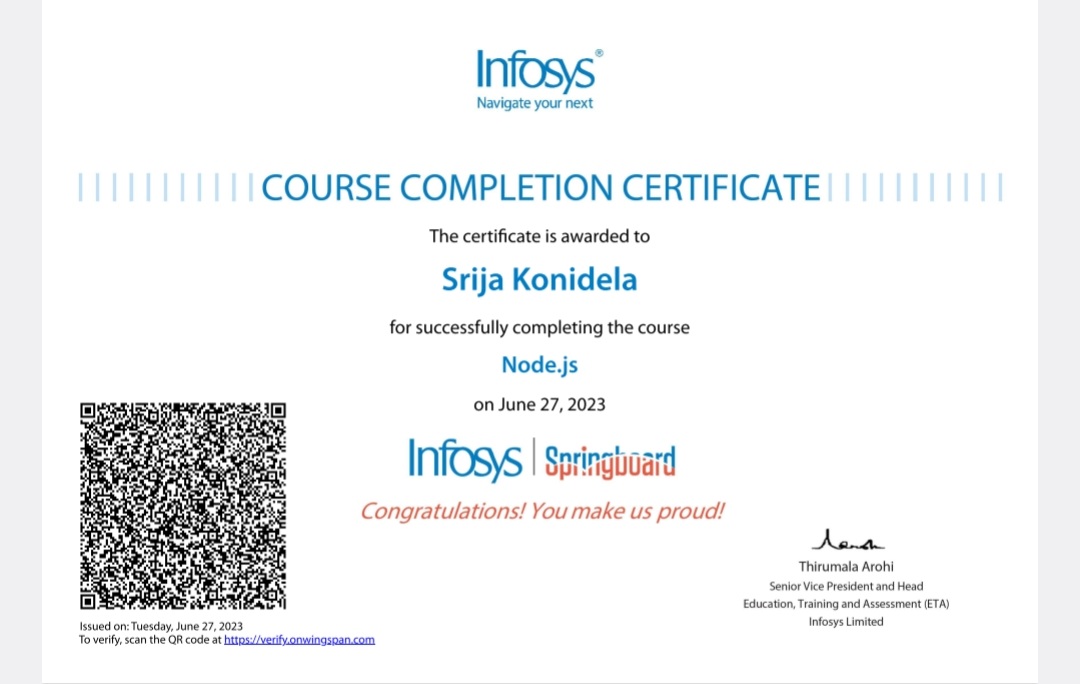 Infosys®
Navigate your next
COURSE COMPLETION CERTIFICATE
The certificate is awarded to
Srija Konidela
for successfully completing the course
Node.js
on June 27, 2023
Infosys | Springboard
Congratulations! You make us proud!
Thirumala Arohi
Senior Vice President and Head
Education, Training and Assessment (ETA)
Infosys Limited
Issued on: Tuesday, June 27, 2023
To verify, scan the QR code at https://verify.onwingspan.com